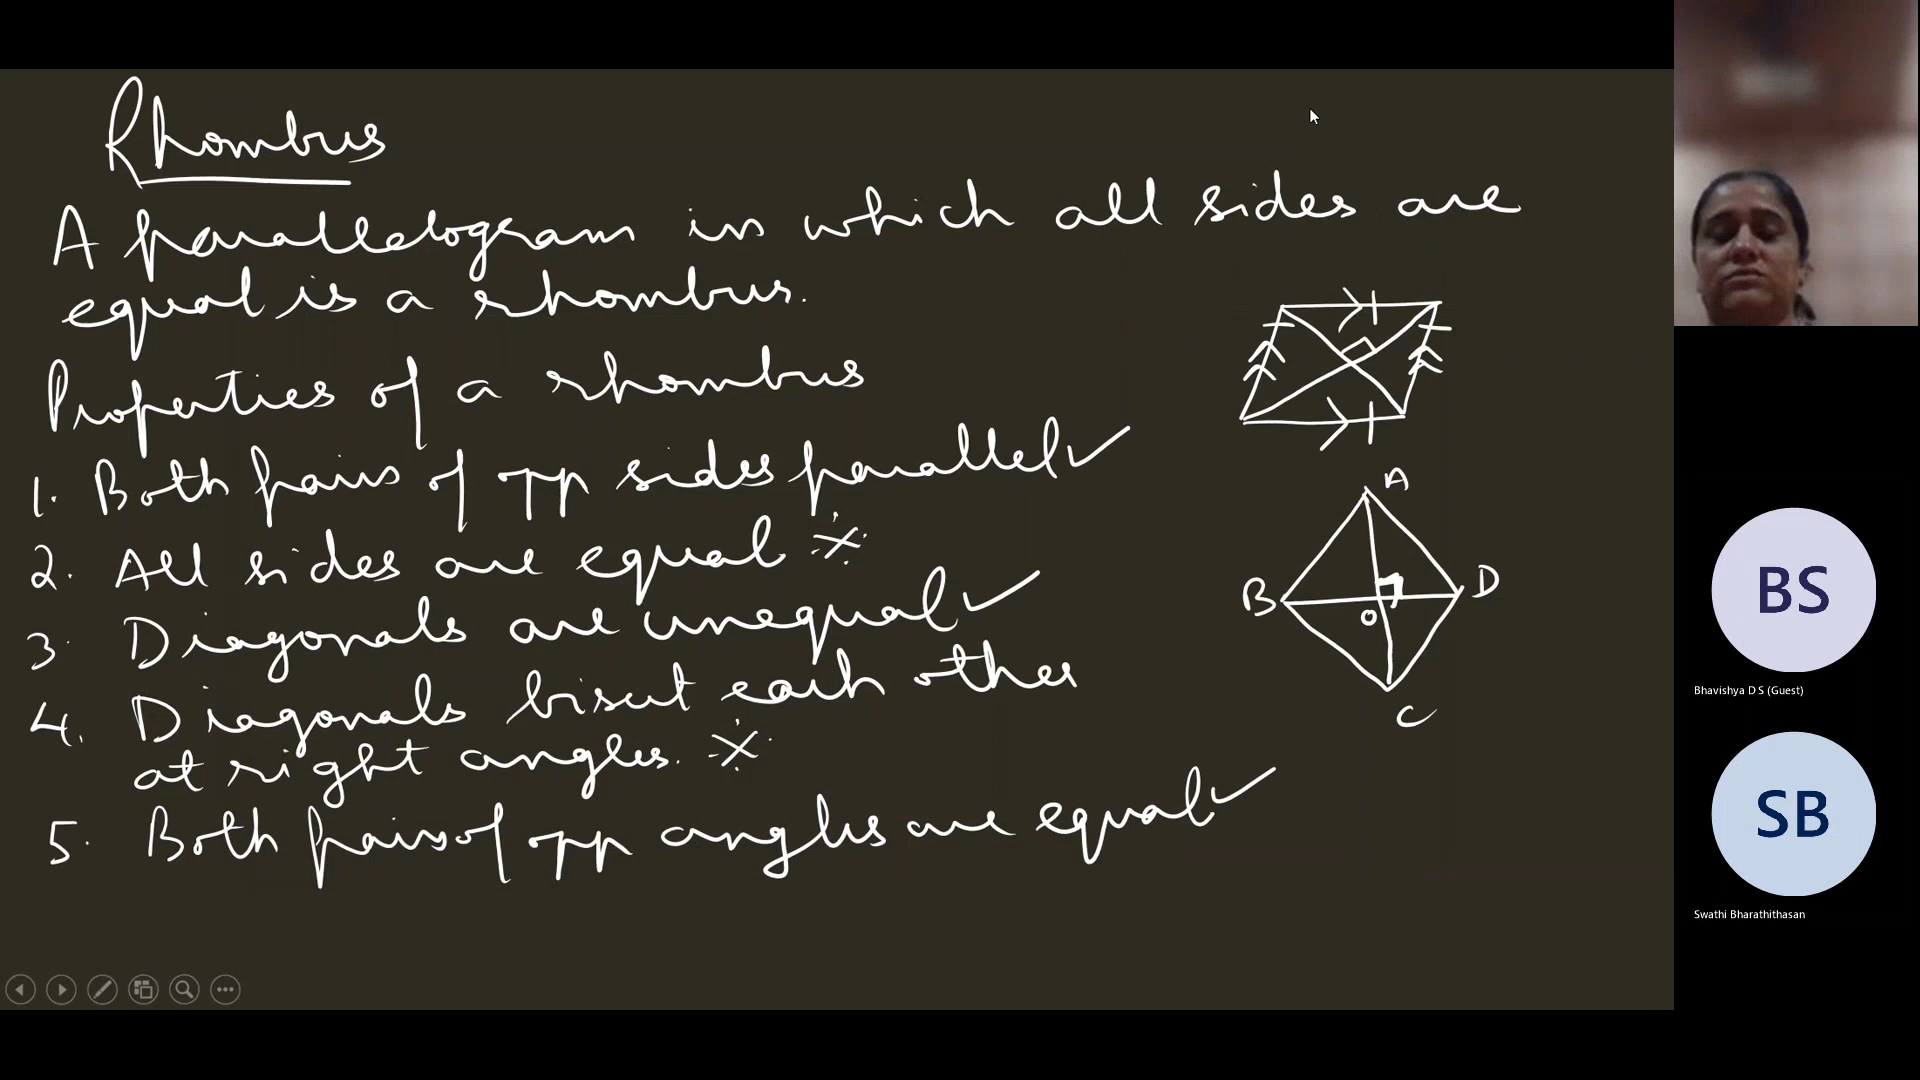 Rhombus
A parallelogram in which all sides are
equal is a rhombus.
Properties of a rhombus
1. Both pairs of opp sides parallel ✓
2. All sides are equal ※
3. Diagonals are unequal ✓
4. Diagonals bisect each other
at right angles. ※
5. Both pairs of opp angles are equal ✓
A
B
D
O
C
BS
Bhavishya D S (Guest)
SB
Swathi Bharathithasan